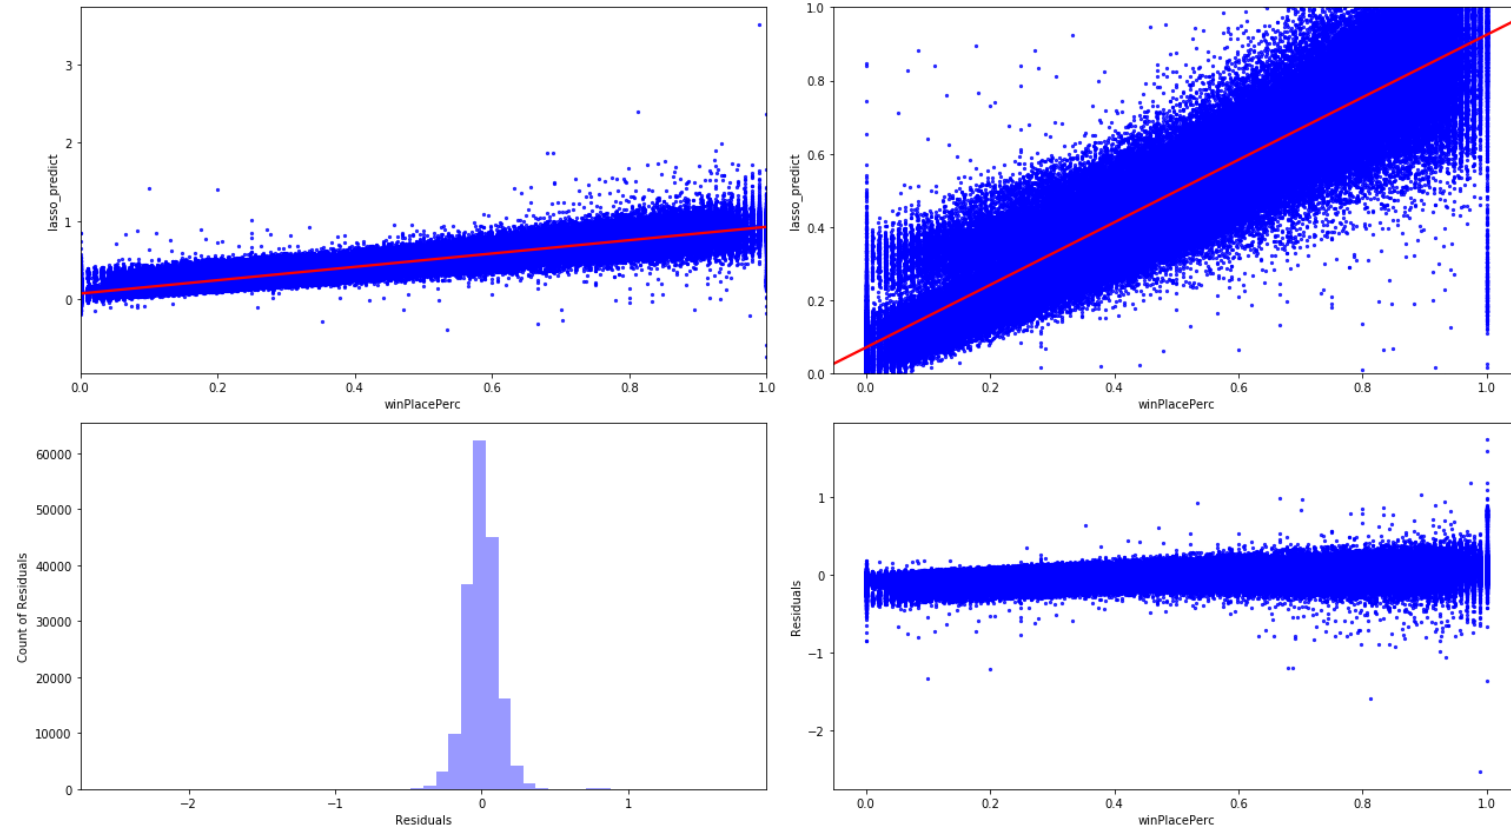 3
2
1
0
lasso_predict
0.0 0.2 0.4 0.6 0.8 1.0
winPlacePerc
1.0
0.8
0.6
0.4
0.2
0.0
lasso_predict
0.0 0.2 0.4 0.6 0.8 1.0
winPlacePerc
60000
50000
40000
30000
20000
10000
0
Count of Residuals
−2 −1 0 1
Residuals
1
0
−1
−2
Residuals
0.0 0.2 0.4 0.6 0.8 1.0
winPlacePerc